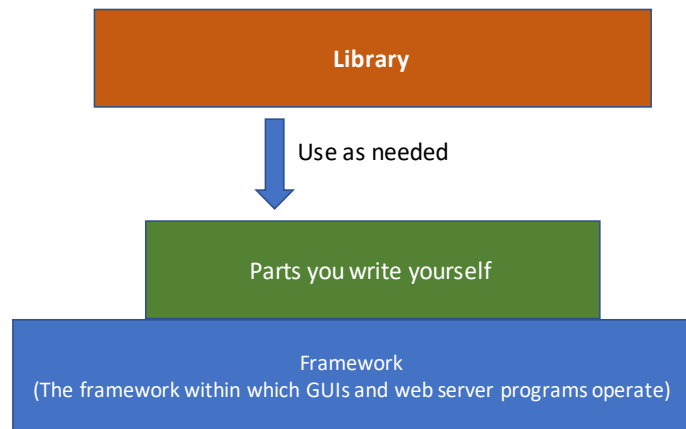 Library
Use as needed
Parts you write yourself
Framework
(The framework within which GUIs and web server programs operate)